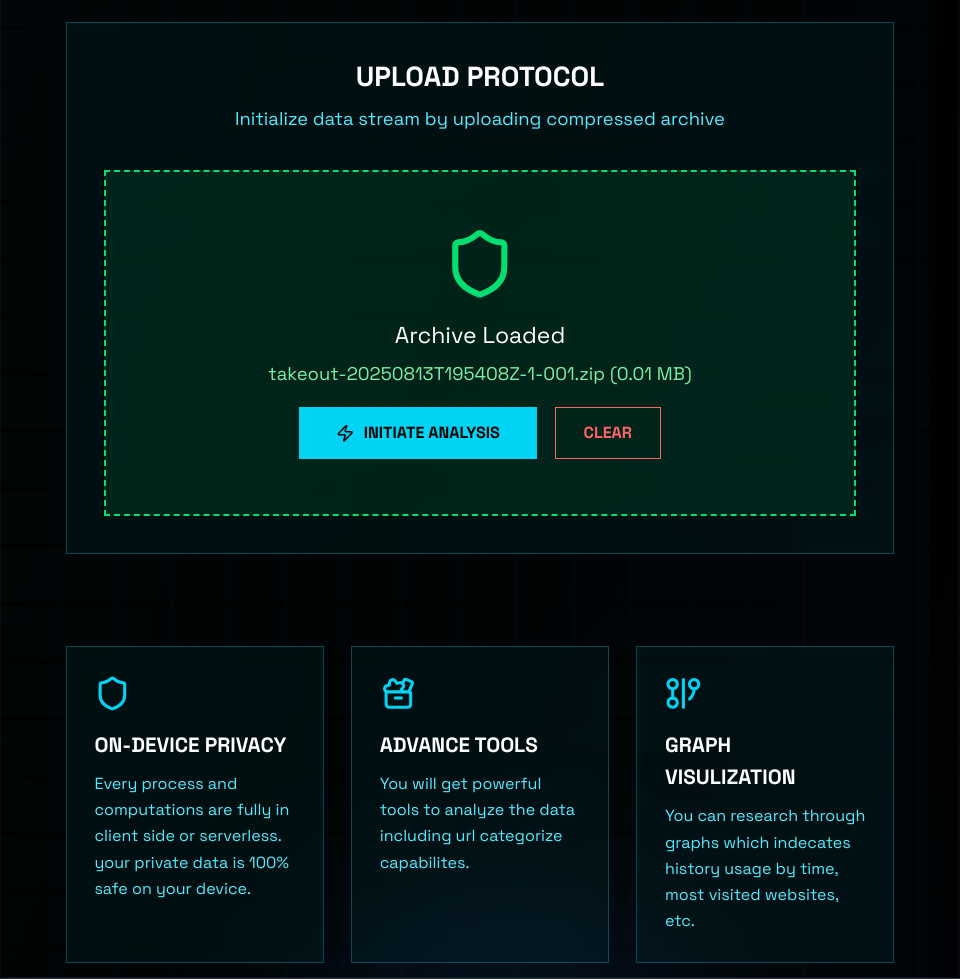 UPLOAD PROTOCOL
Initialize data stream by uploading compressed archive
Archive Loaded
takeout-20250813T195408Z-1-001.zip (0.01 MB)
INITIATE ANALYSIS
CLEAR
ON-DEVICE PRIVACY
Every process and
computations are fully in
client side or serverless.
your private data is 100%
safe on your device.
ADVANCE TOOLS
You will get powerful
tools to analyze the data
including url categorize
capabilites.
GRAPH
VISULIZATION
You can research through
graphs which indecates
history usage by time,
most visited websites,
etc.